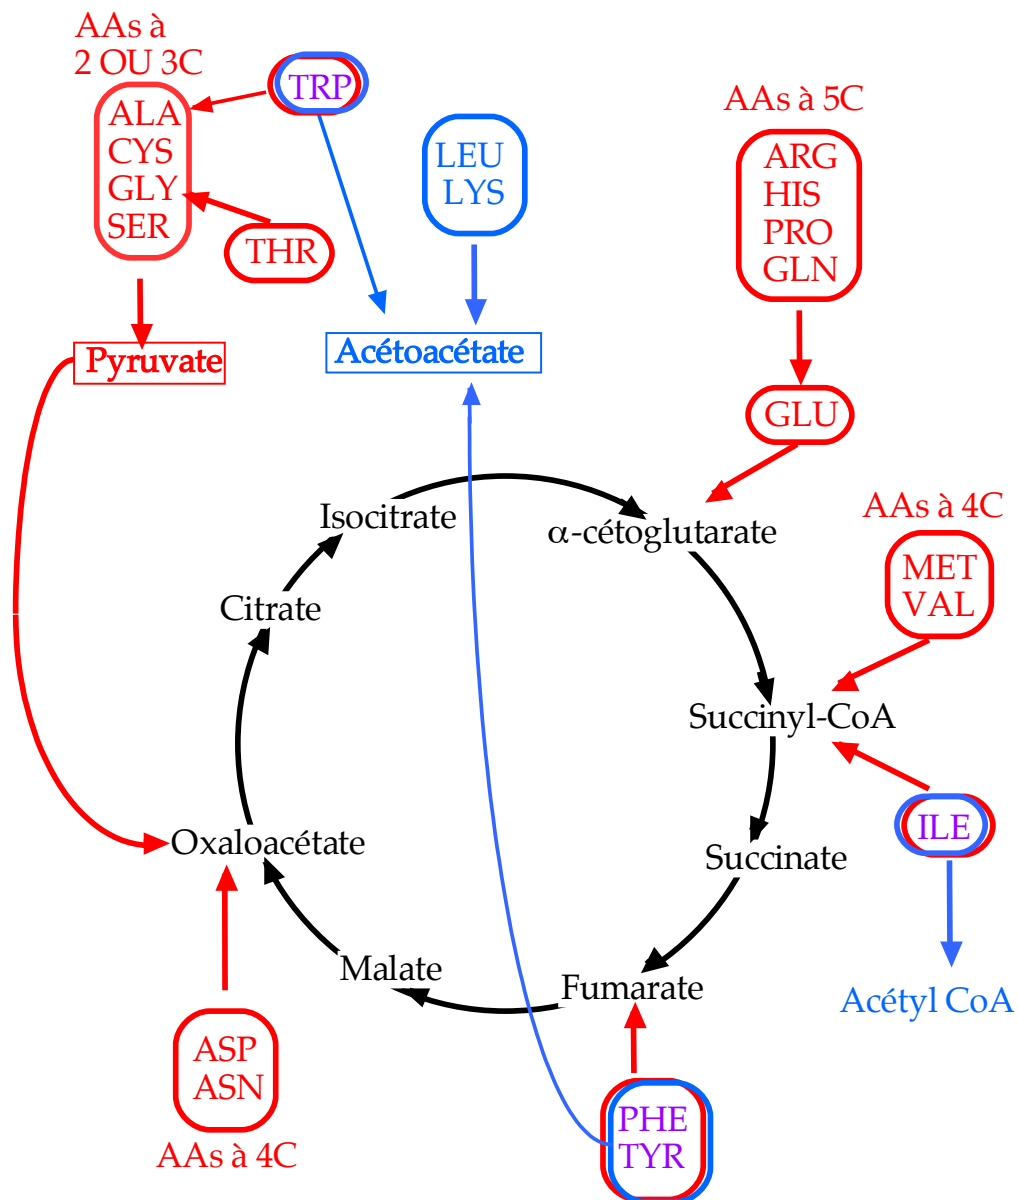 AAs à
2 OU 3C
TRP
ALA
CYS
GLY
SER
THR
LEU
LYS
AAs à 5C
ARG
HIS
PRO
GLN
Pyruvate
Acétoacétate
GLU
Isocitrate
α-cétoglutarate
AAs à 4C
MET
VAL
Citrate
Succinyl-CoA
ILE
Oxaloacétate
Succinate
Malate
Fumarate
Acétyl CoA
ASP
ASN
AAs à 4C
PHE
TYR